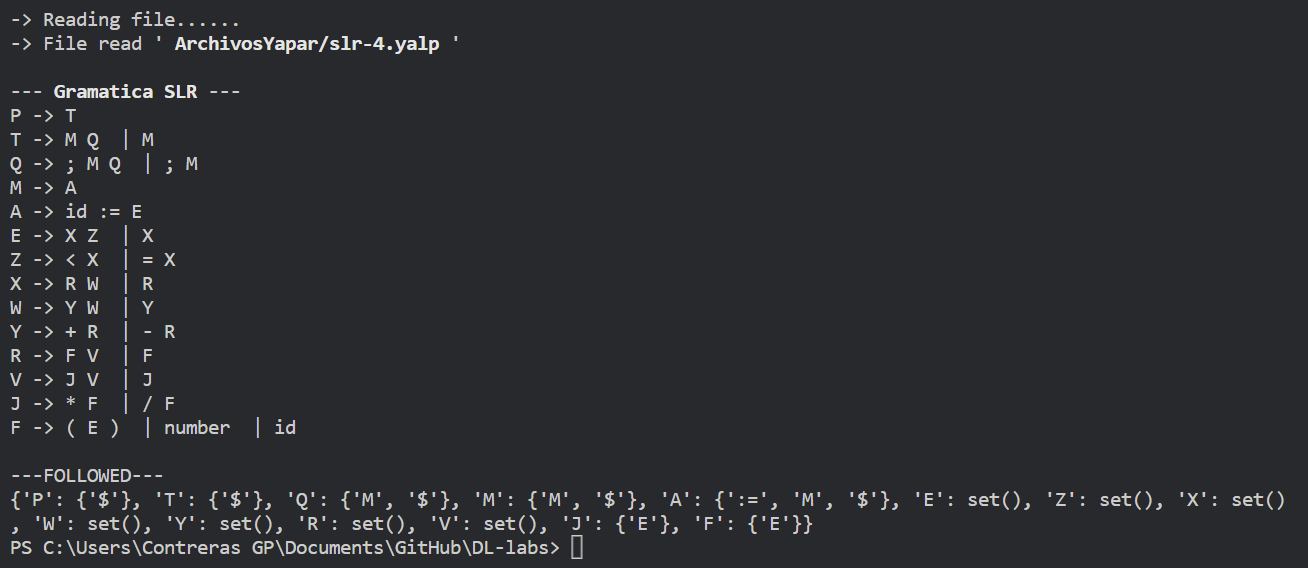 -> Reading file......
-> File read ' ArchivosYapar/slr-4.yalp '
--- Gramatica SLR ---
P -> T
T -> M Q  | M
Q -> ; M Q  | ; M
M -> A
A -> id := E
E -> X Z  | X
Z -> < X  | = X
X -> R W  | R
W -> Y W  | Y
Y -> + R  | - R
R -> F V  | F
V -> J V  | J
J -> * F  | / F
F -> ( E )  | number  | id
---FOLLOWED---
{'P': {'$'}, 'T': {'$'}, 'Q': {'M', '$'}, 'M': {'M', '$'}, 'A': {':=', 'M', '$'}, 'E': set(), 'Z': set(), 'X': set()
, 'W': set(), 'Y': set(), 'R': set(), 'V': set(), 'J': {'E'}, 'F': {'E'}}
PS C:\Users\Contreras GP\Documents\GitHub\DL-labs>